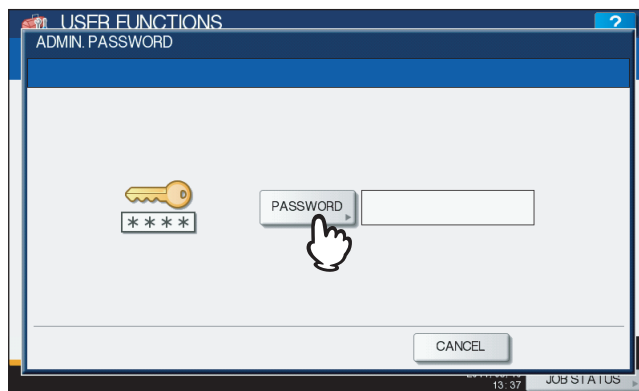 USER FUNCTIONS
?
ADMIN. PASSWORD
****
PASSWORD
CANCEL
13:37
JOB STATUS